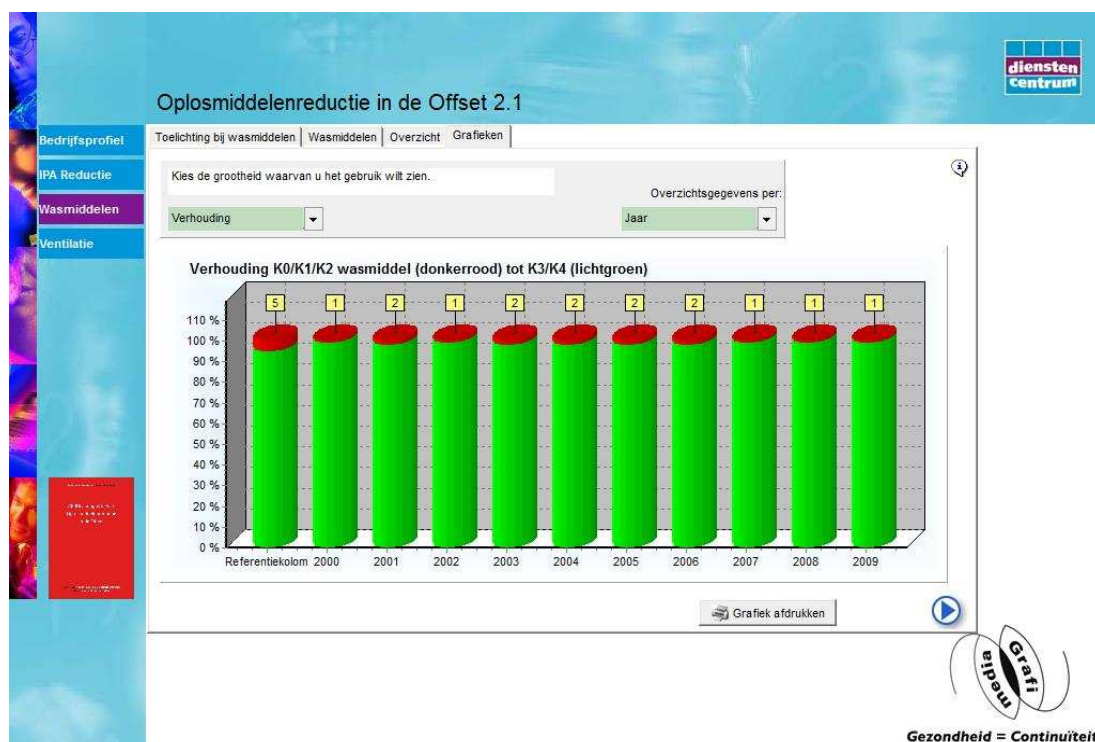 diensten
centrum
Oplosmiddelenreductie in de Offset 2.1
Bedrijfsprofiel
IPA Reductie
Wasmiddelen
Ventilatie
Toelichting bij wasmiddelen Wasmiddelen Overzicht Grafieken
Kies de grootheid waarvan u het gebruik wilt zien.
Overzichtsgegevens per:
Verhouding Jaar
Verhouding K0/K1/K2 wasmiddel (donkerrood) tot K3/K4 (lichtgroen)
5 1 2 1 2 2 2 2 1 1 1
110 %
100 %
90 %
80 %
70 %
60 %
50 %
40 %
30 %
20 %
10 %
0 %
Referentiekolom 2000 2001 2002 2003 2004 2005 2006 2007 2008 2009
Grafiek afdrukken
Grafi
media
Gezondheid = Continuïteit